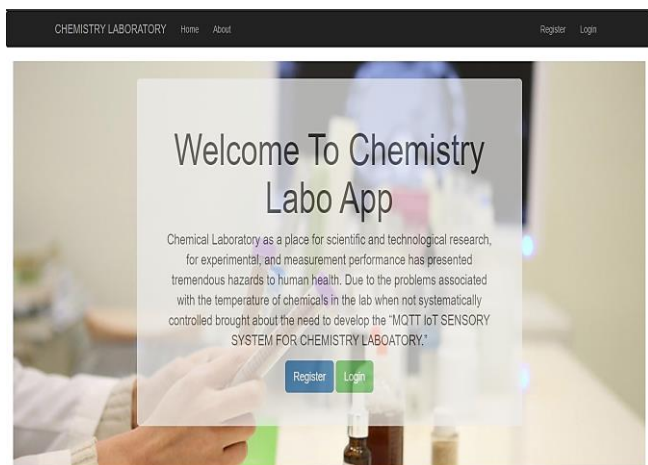 CHEMISTRY LABORATORY Home About Register Login
Welcome To Chemistry
Labo App
Chemical Laboratory as a place for scientific and technological research,
for experimental, and measurement performance has presented
tremendous hazards to human health. Due to the problems associated
with the temperature of chemicals in the lab when not systematically
controlled brought about the need to develop the “MQTT IoT SENSORY
SYSTEM FOR CHEMISTRY LABOATORY.”
Register Login